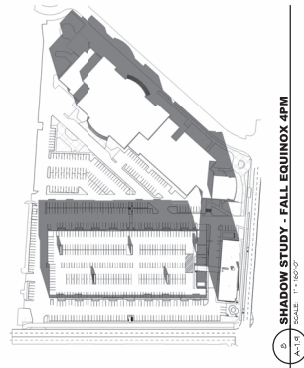 SHADOW STUDY - FALL EQUINOX 4PM
SCALE: 1" = 160'-0"
A-1.9